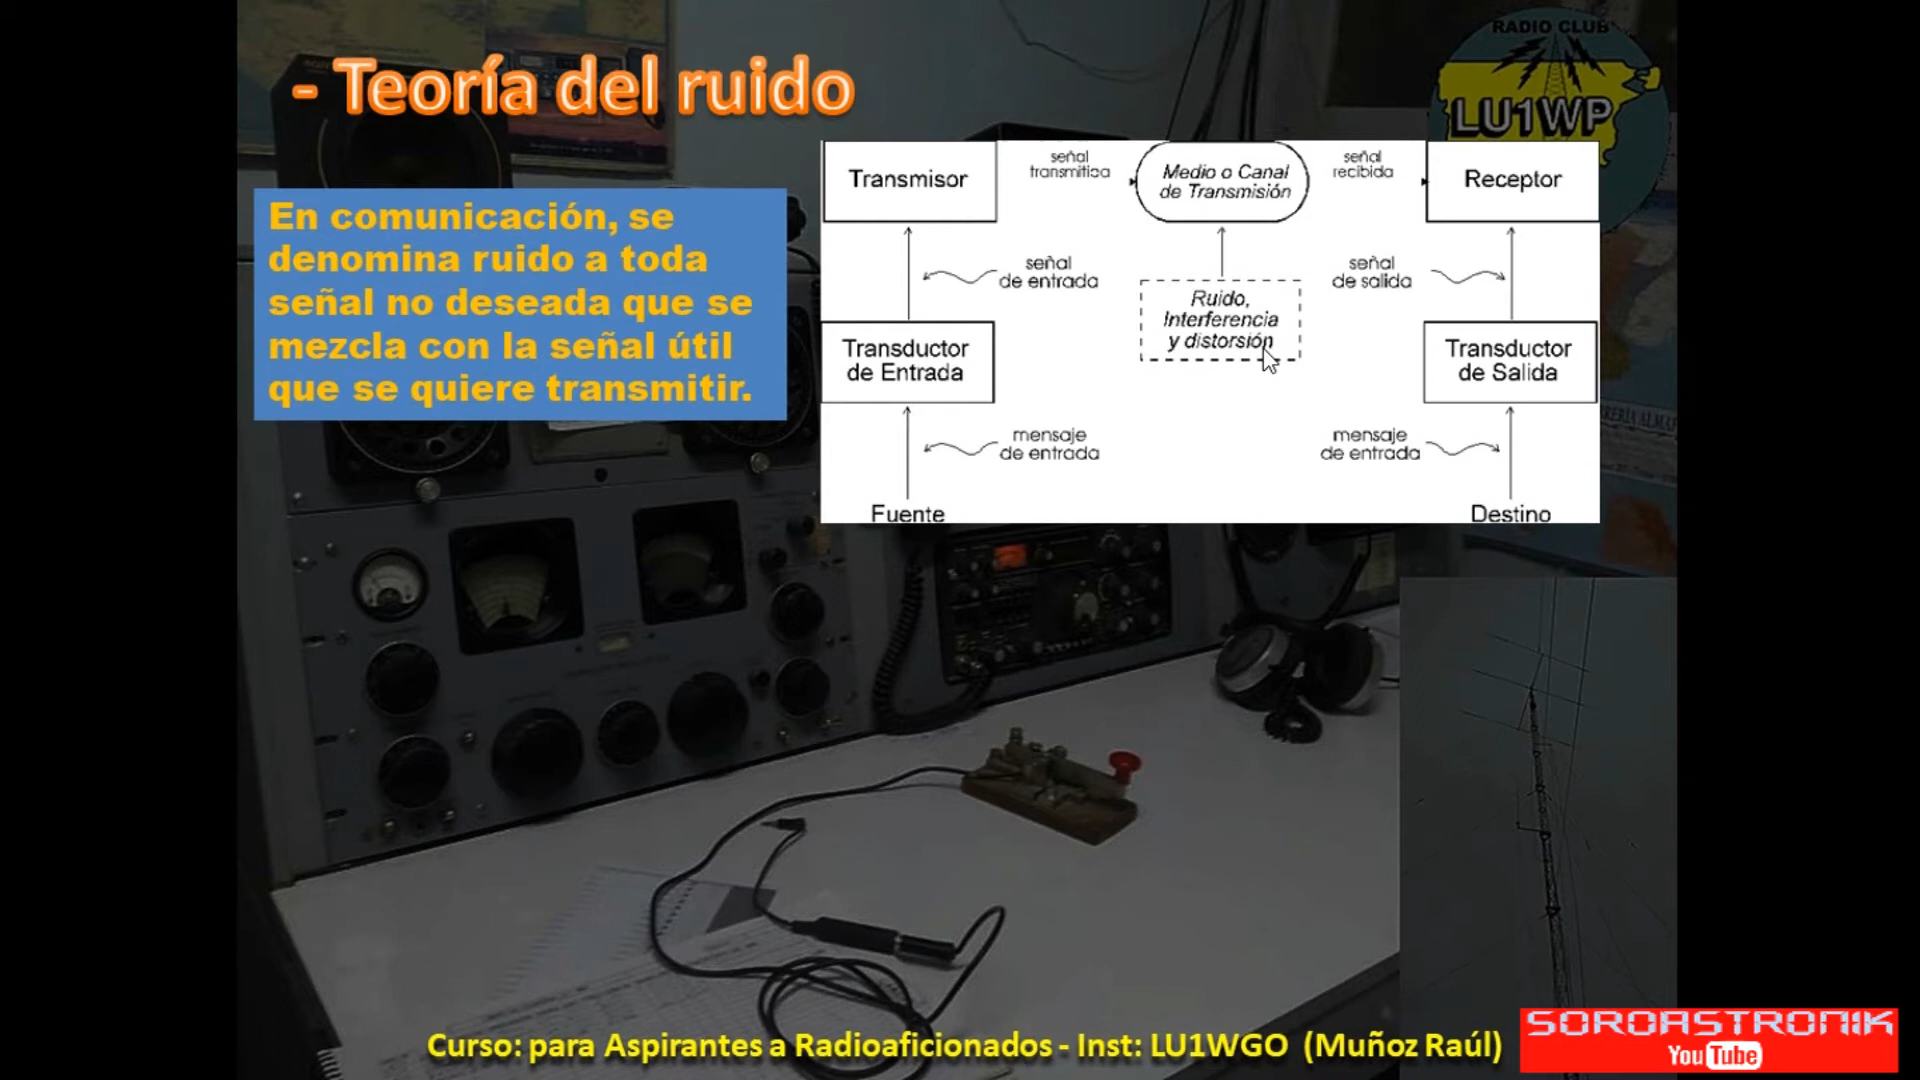 - Teoría del ruido
RADIO CLUB
LU1WP
En comunicación, se
denomina ruido a toda
señal no deseada que se
mezcla con la señal útil
que se quiere transmitir.
Transmisor
señal
transmitida
Medio o Canal
de Transmisión
señal
recibida
Receptor
señal
de entrada
Ruido,
Interferencia
y distorsión
señal
de salida
Transductor
de Entrada
Transductor
de Salida
mensaje
de entrada
mensaje
de entrada
Fuente
Destino
Curso: para Aspirantes a Radioaficionados - Inst: LU1WGO (Muñoz Raúl)
SOROASTRONIK
YouTube